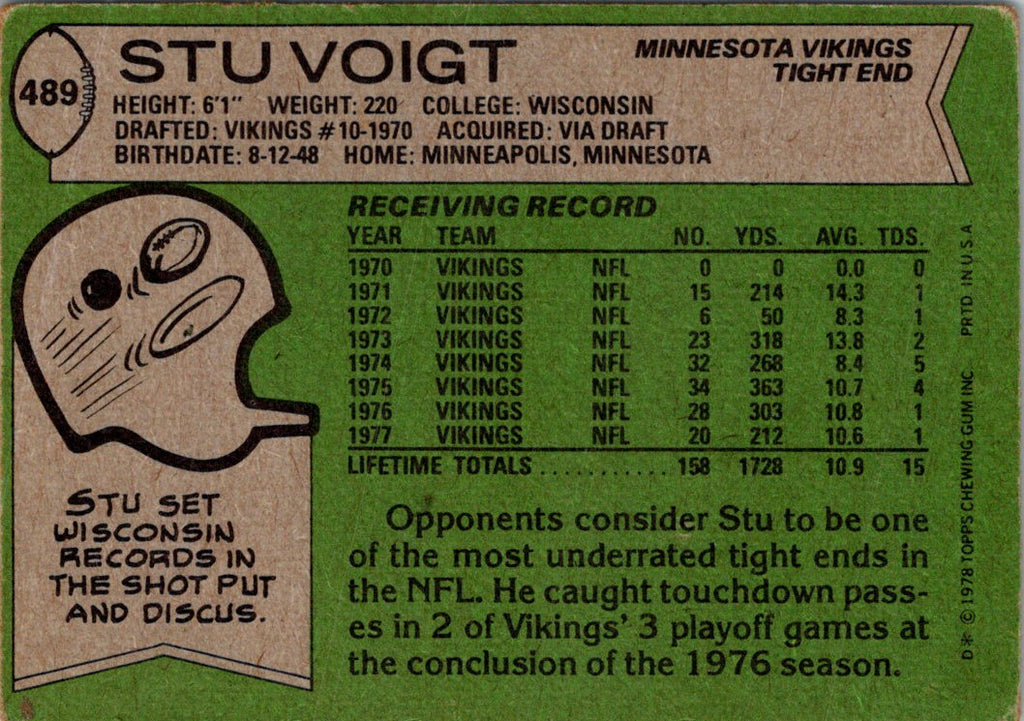 489
STU VOIGT
MINNESOTA VIKINGS
TIGHT END
HEIGHT: 6'1" WEIGHT: 220 COLLEGE: WISCONSIN
DRAFTED: VIKINGS #10-1970 ACQUIRED: VIA DRAFT
BIRTHDATE: 8-12-48 HOME: MINNEAPOLIS, MINNESOTA
RECEIVING RECORD
YEAR TEAM NO. YDS. AVG. TDS.
1970 VIKINGS NFL 0 0 0.0 0
1971 VIKINGS NFL 15 214 14.3 1
1972 VIKINGS NFL 6 50 8.3 1
1973 VIKINGS NFL 23 318 13.8 2
1974 VIKINGS NFL 32 268 8.4 5
1975 VIKINGS NFL 34 363 10.7 4
1976 VIKINGS NFL 28 303 10.8 1
1977 VIKINGS NFL 20 212 10.6 1
LIFETIME TOTALS .......... 158 1728 10.9 15
STU SET
WISCONSIN
RECORDS IN
THE SHOT PUT
AND DISCUS.
Opponents consider Stu to be one
of the most underrated tight ends in
the NFL. He caught touchdown pass-
es in 2 of Vikings' 3 playoff games at
the conclusion of the 1976 season.
D* © 1978 TOPPS CHEWING GUM INC. PRTD. IN U.S.A.